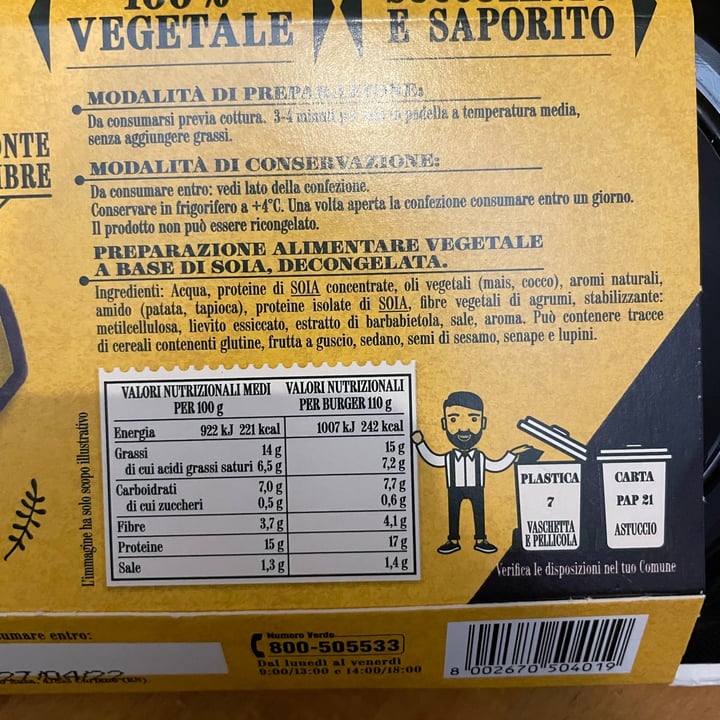 100%
VEGETALE
E SAPORITO
MODALITÀ DI PREPARAZIONE:
Da consumarsi previa cottura. 3-4 minuti per lato in padella a temperatura media,
senza aggiungere grassi.
MODALITÀ DI CONSERVAZIONE:
Da consumare entro: vedi lato della confezione.
Conservare in frigorifero a +4°C. Una volta aperta la confezione consumare entro un giorno.
Il prodotto non può essere ricongelato.
PREPARAZIONE ALIMENTARE VEGETALE
A BASE DI SOIA, DECONGELATA.
Ingredienti: Acqua, proteine di SOIA concentrate, oli vegetali (mais, cocco), aromi naturali,
amido (patata, tapioca), proteine isolate di SOIA, fibre vegetali di agrumi, stabilizzante:
metilcellulosa, lievito essiccato, estratto di barbabietola, sale, aroma. Può contenere tracce
di cereali contenenti glutine, frutta a guscio, sedano, semi di sesamo, senape e lupini.
VALORI NUTRIZIONALI MEDI VALORI NUTRIZIONALI
PER 100 g PER BURGER 110 g
Energia 922 kJ 221 kcal 1007 kJ 242 kcal
Grassi 14 g 15 g
di cui acidi grassi saturi 6,5 g 7,2 g
Carboidrati 7,0 g 7,7 g
di cui zuccheri 0,5 g 0,6 g
Fibre 3,7 g 4,1 g
Proteine 15 g 17 g
Sale 1,3 g 1,4 g
L'immagine ha solo scopo illustrativo
PLASTICA
7
VASCHETTA
E PELLICOLA
CARTA
PAP 21
ASTUCCIO
Verifica le disposizioni nel tuo Comune
entro:
Numero Verde
800-505533
Dal lunedì al venerdì
9:00/13:00 e 14:00/18:00
8 002670 504019